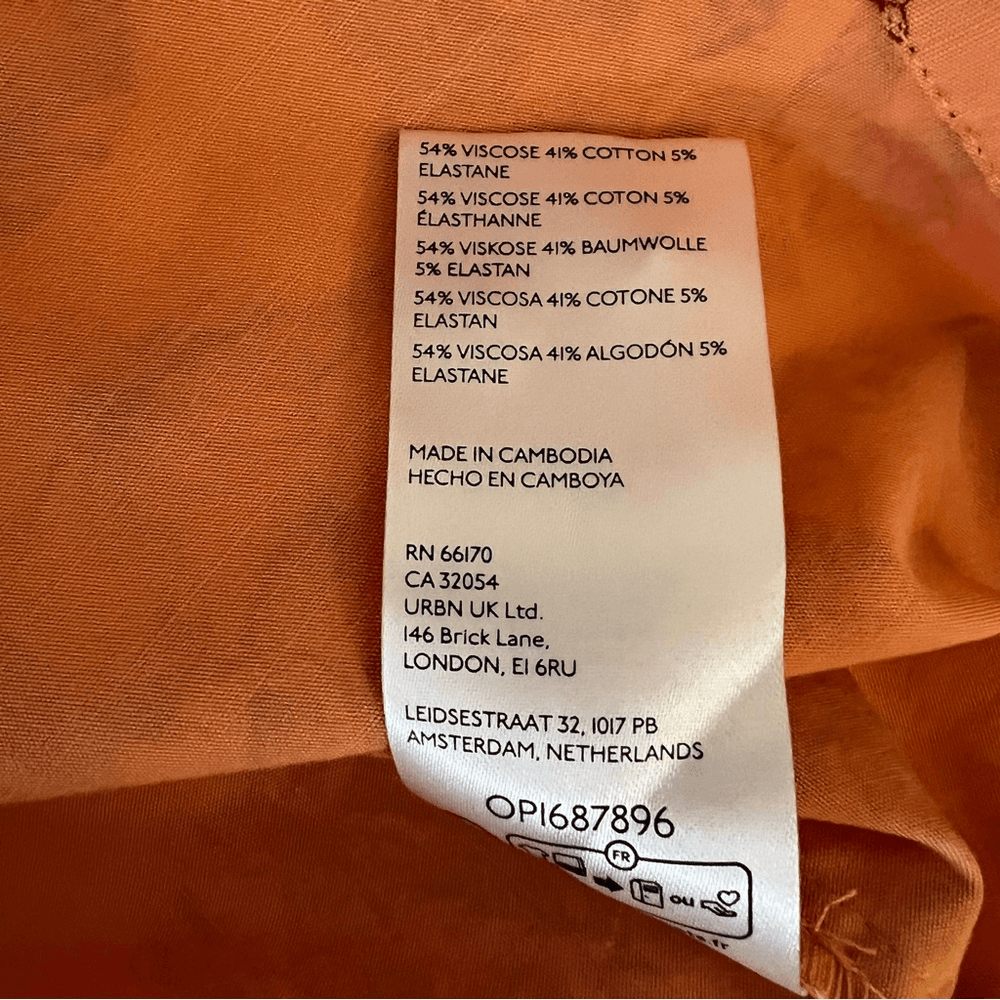 54% VISCOSE 41% COTTON 5%
ELASTANE
54% VISCOSE 41% COTON 5%
ÉLASTHANNE
54% VISKOSE 41% BAUMWOLLE
5% ELASTAN
54% VISCOSA 41% COTONE 5%
ELASTAN
54% VISCOSA 41% ALGODÓN 5%
ELASTANE
MADE IN CAMBODIA
HECHO EN CAMBOYA
RN 66170
CA 32054
URBN UK Ltd.
146 Brick Lane,
LONDON, E1 6RU
LEIDSESTRAAT 32, 1017 PB
AMSTERDAM, NETHERLANDS
OP1687896
FR
ou